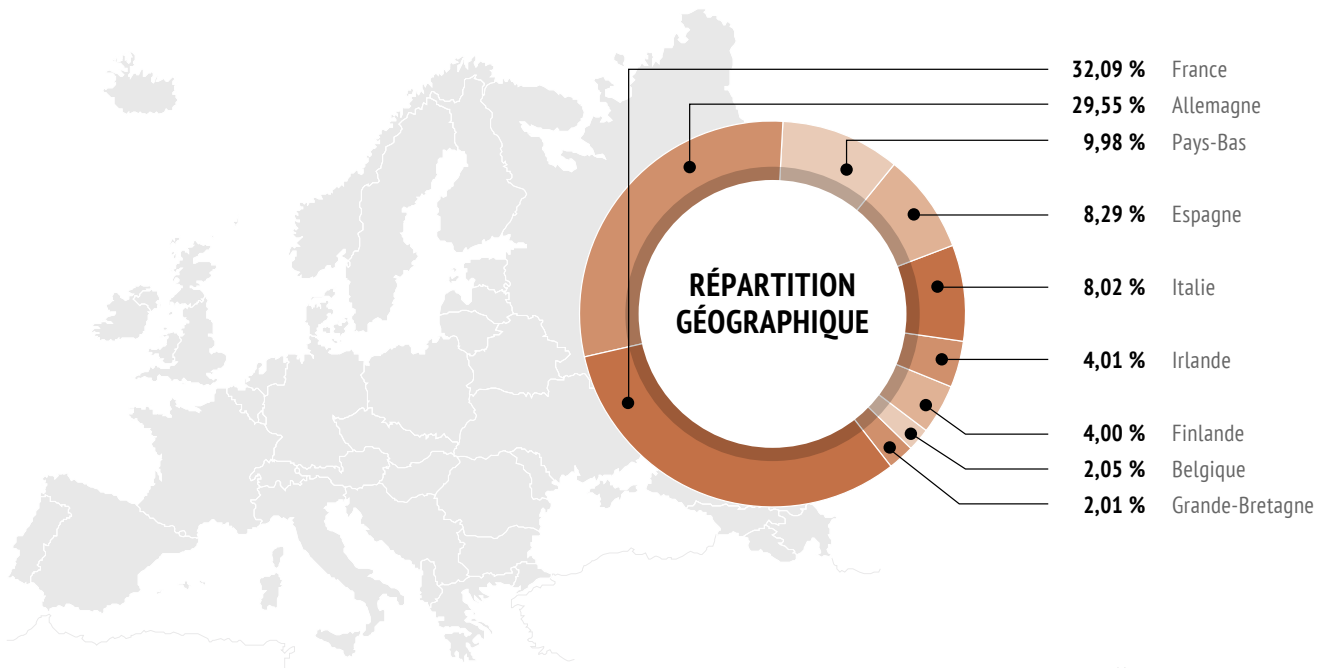 32,09 % France
29,55 % Allemagne
9,98 % Pays-Bas
8,29 % Espagne
RÉPARTITION
GÉOGRAPHIQUE
8,02 % Italie
4,01 % Irlande
4,00 % Finlande
2,05 % Belgique
2,01 % Grande-Bretagne